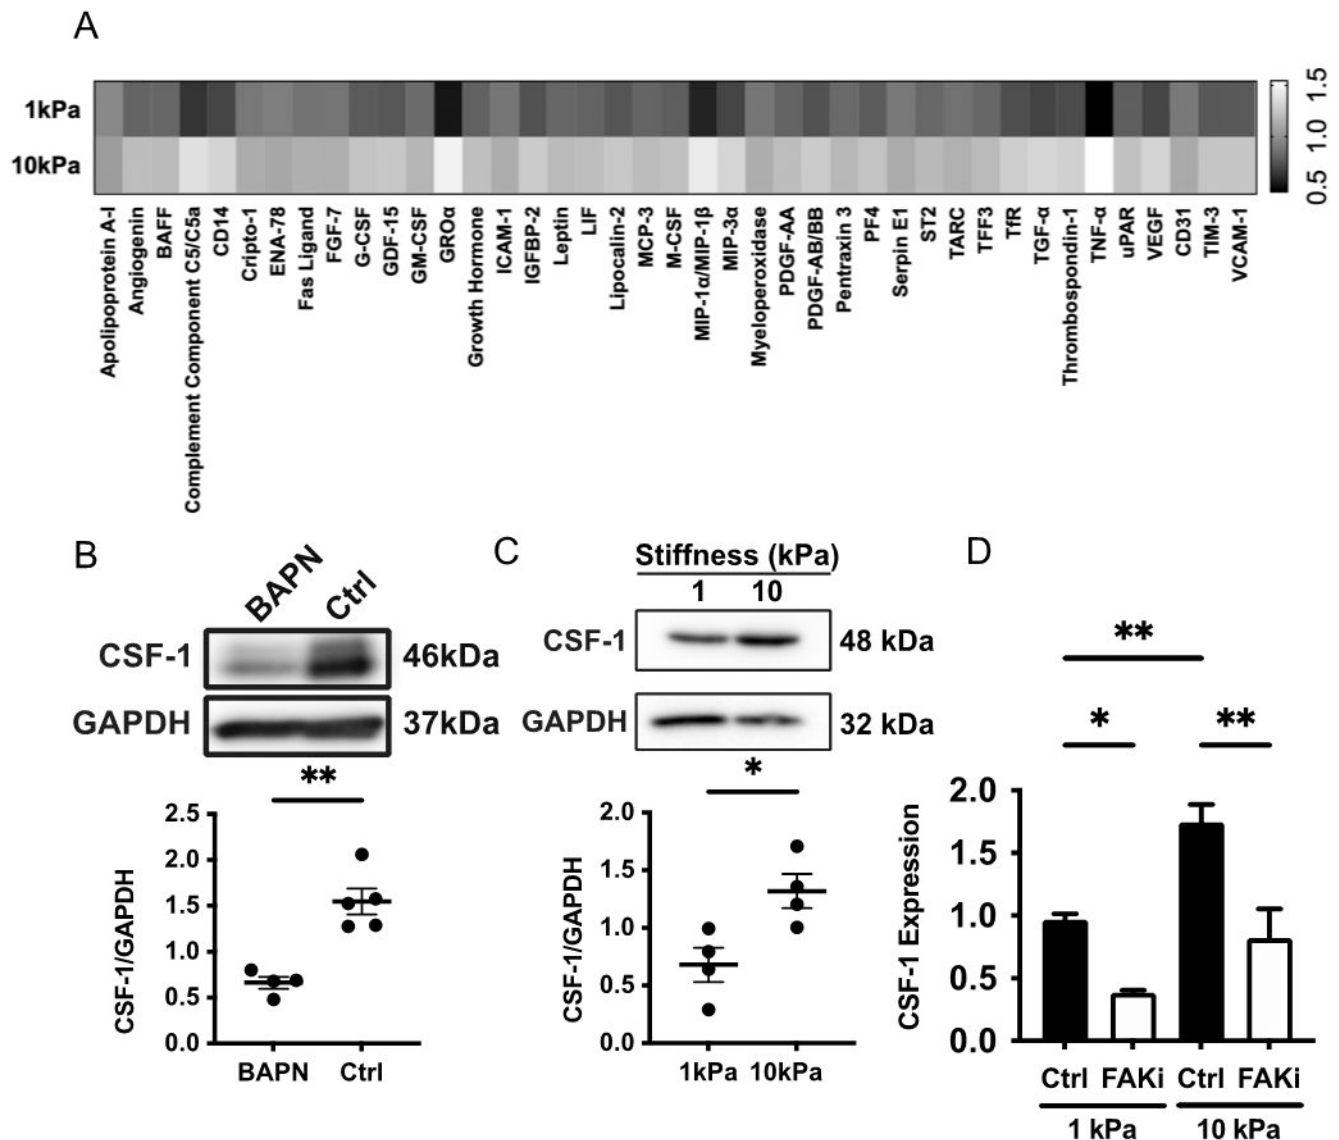 A
1kPa
10kPa
1.5
1.0
0.5
Apolipoprotein A-I
Angiogenin
BAFF
Complement Component C5/C5a
CD14
Cripto-1
ENA-78
Fas Ligand
FGF-7
G-CSF
GDF-15
GM-CSF
GROα
Growth Hormone
ICAM-1
IGFBP-2
Leptin
LIF
Lipocalin-2
MCP-3
M-CSF
MIP-1α/MIP-1β
MIP-3α
Myeloperoxidase
PDGF-AA
PDGF-AB/BB
Pentraxin 3
PF4
Serpin E1
ST2
TARC
TFF3
TfR
TGF-α
Thrombospondin-1
TNF-α
uPAR
VEGF
CD31
TIM-3
VCAM-1
B
BAPN
Ctrl
CSF-1
46kDa
GAPDH
37kDa
**
2.5
2.0
1.5
1.0
0.5
0.0
CSF-1/GAPDH
BAPN
Ctrl
C
Stiffness (kPa)
1
10
CSF-1
48 kDa
GAPDH
32 kDa
*
2.0
1.5
1.0
0.5
0.0
CSF-1/GAPDH
1kPa
10kPa
D
**
*
**
2.0
1.5
1.0
0.5
0.0
CSF-1 Expression
Ctrl
FAKi
Ctrl
FAKi
1 kPa
10 kPa